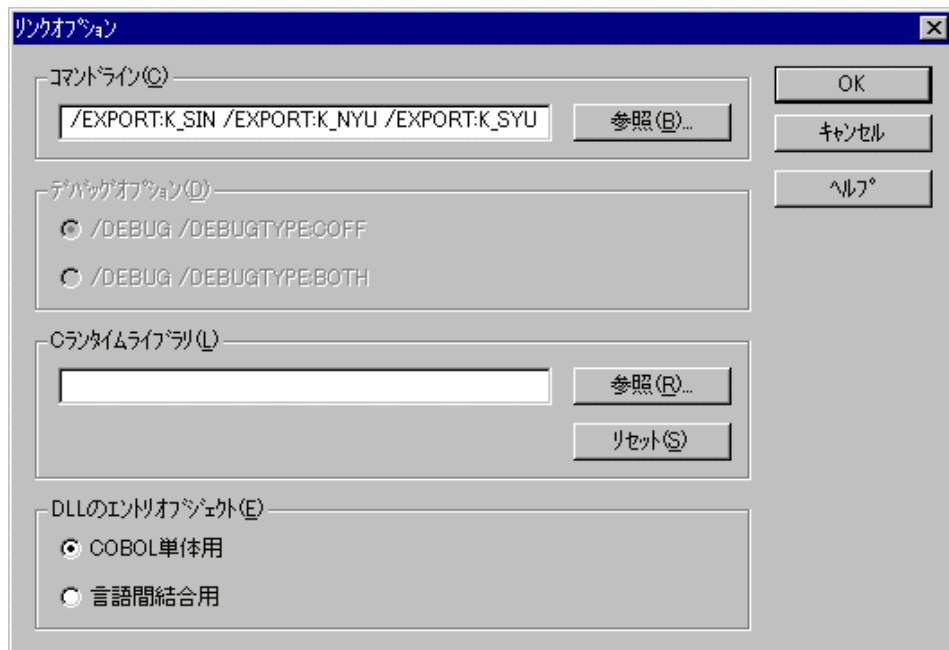 リンクオプション
コマンドライン(C)
/EXPORT:K_SIN /EXPORT:K_NYU /EXPORT:K_SYU
参照(B)...
OK
キャンセル
ヘルプ
デバッグオプション(D)
/DEBUG /DEBUGTYPE:COFF
/DEBUG /DEBUGTYPE:BOTH
Cランタイムライブラリ(L)
参照(R)...
リセット(S)
DLLのエントリオブジェクト(E)
COBOL単体用
言語間結合用